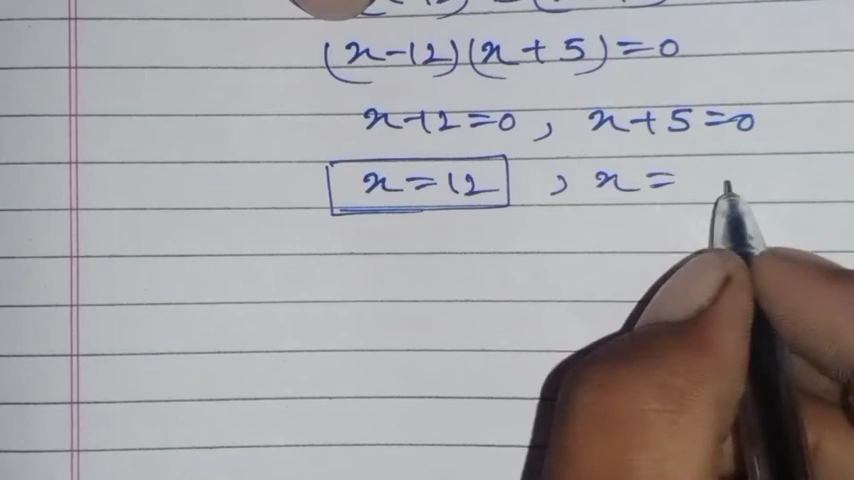 (x-12)(x+5)=0
x-12=0, x+5=0
x=12, x=